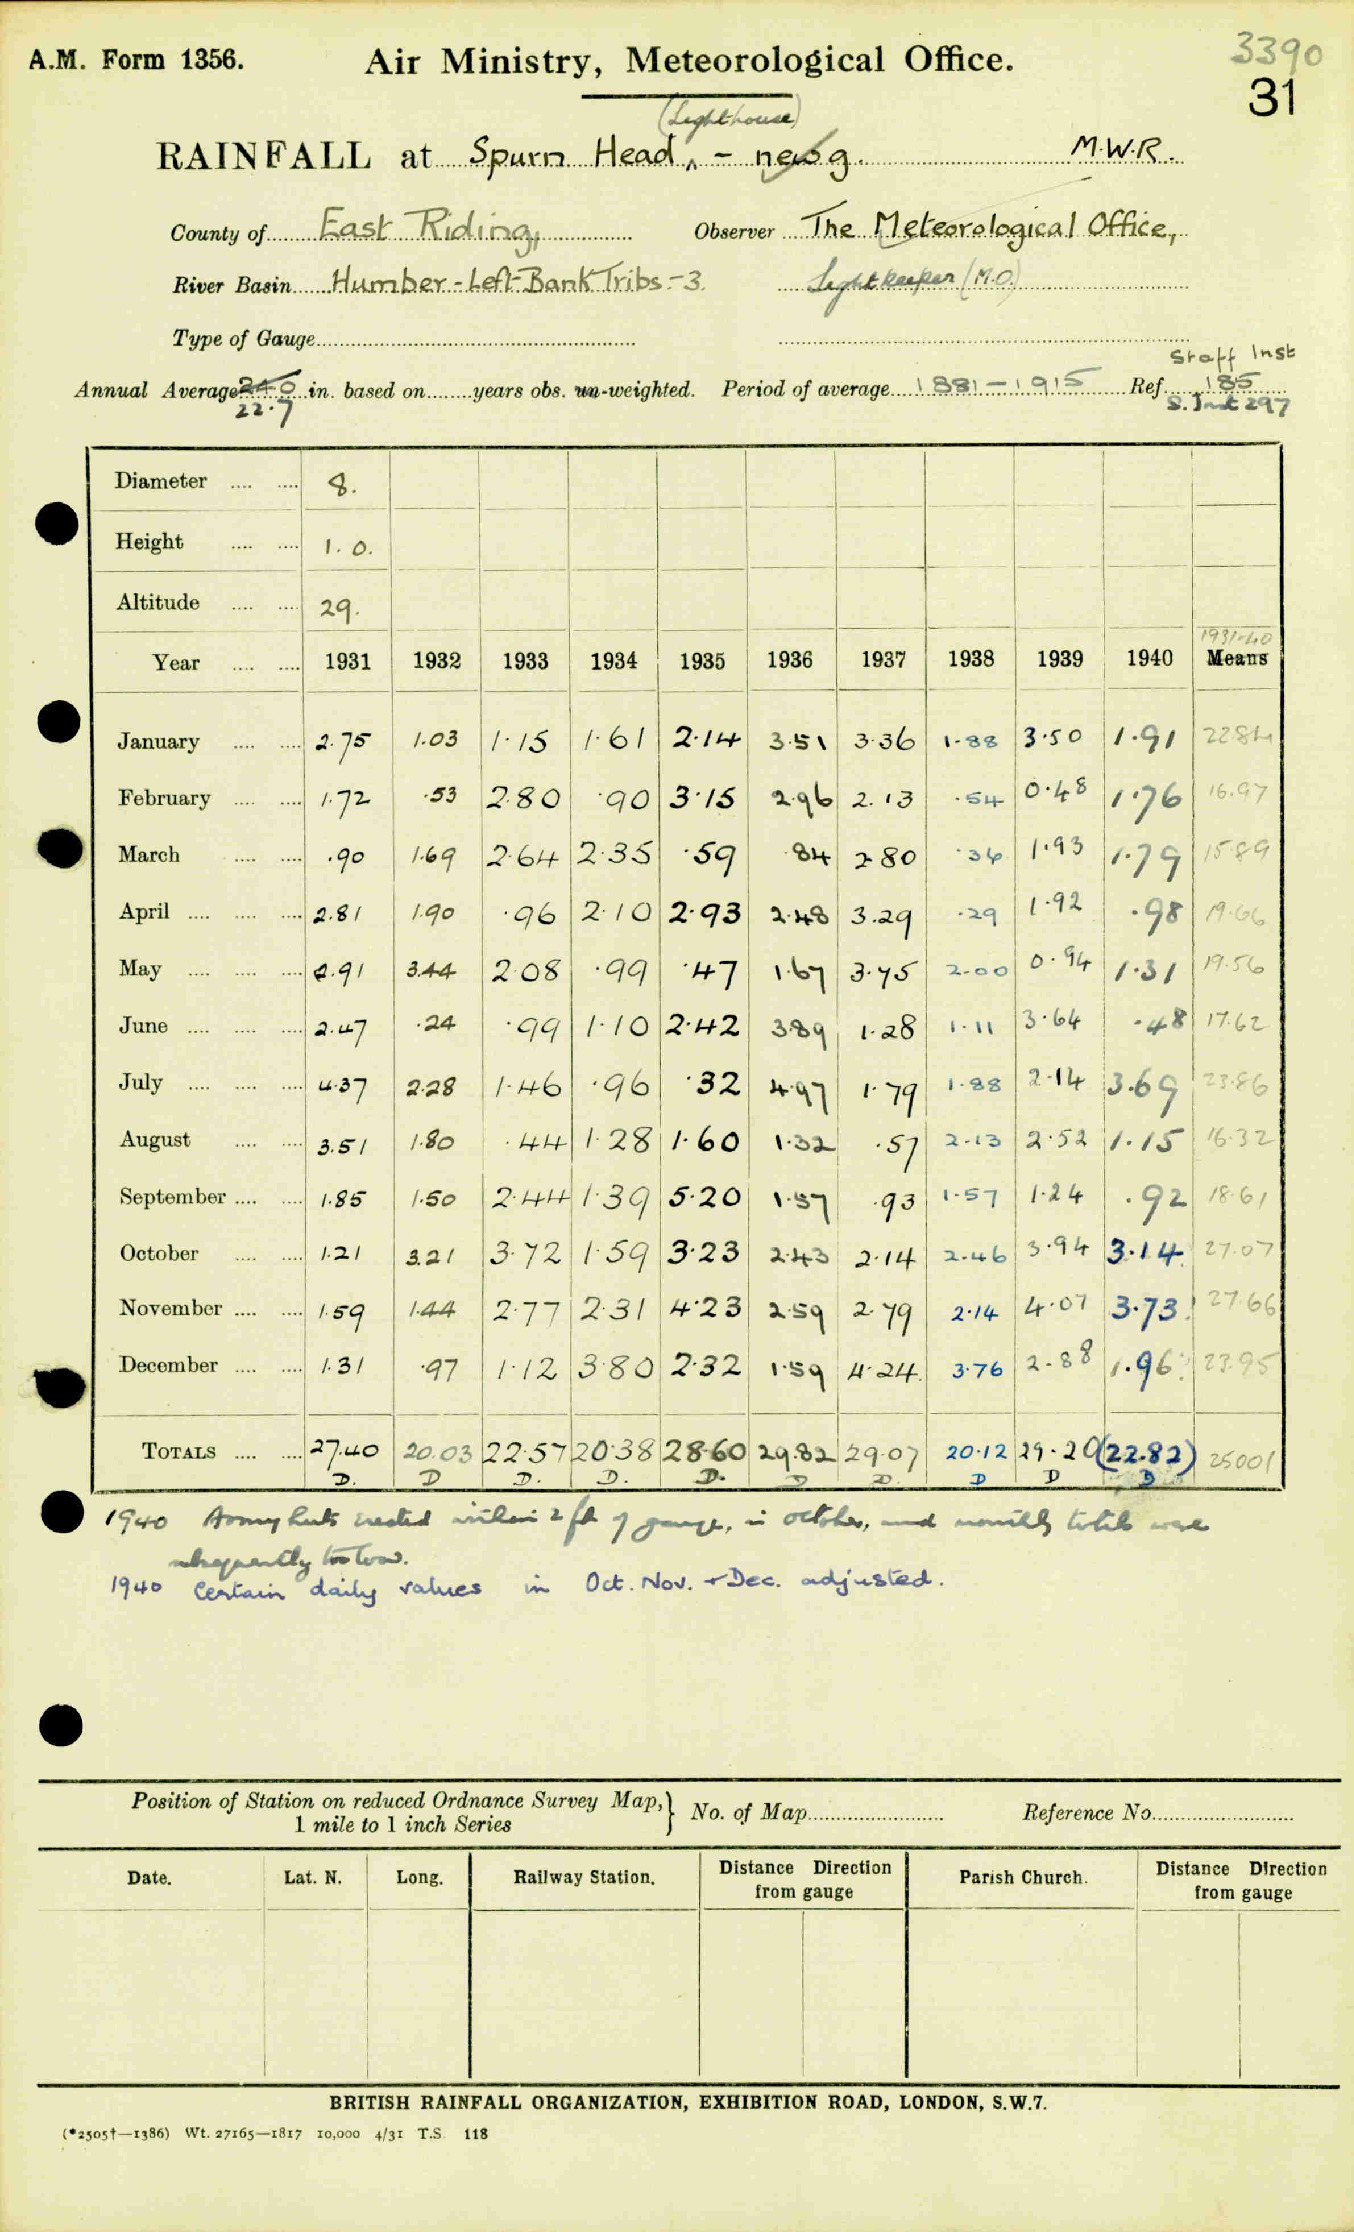 3390
A.M. Form 1356. Air Ministry, Meteorological Office.
31
(Lighthouse)
RAINFALL at Spurn Head, - new g. M.W.R.
County of East Riding, Observer The Meteorological Office,
River Basin Humber-Left-Bank Tribs.-3. Lightkeeper (M.O.)
Type of Gauge
Staff Inst
Annual Average 24.0 in. based on years obs. un-weighted. Period of average 1881-1915 Ref. 185
22.7 S. Inst 297
Diameter 8.
Height 1. 0.
Altitude 29.
1931-40
Year 1931 1932 1933 1934 1935 1936 1937 1938 1939 1940 Means
January 2.75 1.03 1.15 1.61 2.14 3.51 3.36 1.88 3.50 1.91 22.84
February 1.72 .53 2.80 .90 3.15 2.96 2.13 .54 0.48 1.76 16.97
March .90 1.69 2.64 2.35 .59 .84 2.80 .36 1.93 1.79 15.89
April 2.81 1.90 .96 2.10 2.93 2.48 3.29 .29 1.92 .98 19.66
May 2.91 3.44 2.08 .99 .47 1.67 3.75 2.00 0.94 1.31 19.56
June 2.47 .24 .99 1.10 2.42 3.89 1.28 1.11 3.64 .48 17.62
July 4.37 2.28 1.46 .96 .32 4.97 1.79 1.88 2.14 3.69 23.86
August 3.51 1.80 .44 1.28 1.60 1.32 .57 2.13 2.52 1.15 16.32
September 1.85 1.50 2.44 1.39 5.20 1.57 .93 1.57 1.24 .92 18.61
October 1.21 3.21 3.72 1.59 3.23 2.43 2.14 2.46 3.94 3.14 27.07
November 1.59 1.44 2.77 2.31 4.23 2.59 2.79 2.14 4.07 3.73 27.66
December 1.31 .97 1.12 3.80 2.32 1.59 4.24 3.76 2.88 1.96 23.95
TOTALS 27.40 20.03 22.57 20.38 28.60 29.82 29.07 20.12 29.20 (22.82) 25001
D. D D. D. D. D D. D D D
1940 Army huts erected within 2 ft of gauge, in october, and monthly totals were
subsequently too low.
1940 Certain daily values in Oct. Nov. + Dec. adjusted.
Position of Station on reduced Ordnance Survey Map, } No. of Map Reference No.
1 mile to 1 inch Series
Date. Lat. N. Long. Railway Station. Distance Direction from gauge Parish Church. Distance Direction from gauge
BRITISH RAINFALL ORGANIZATION, EXHIBITION ROAD, LONDON, S.W.7.
(*2505†—1386) Wt. 27165—1817 10,000 4/31 T.S. 118